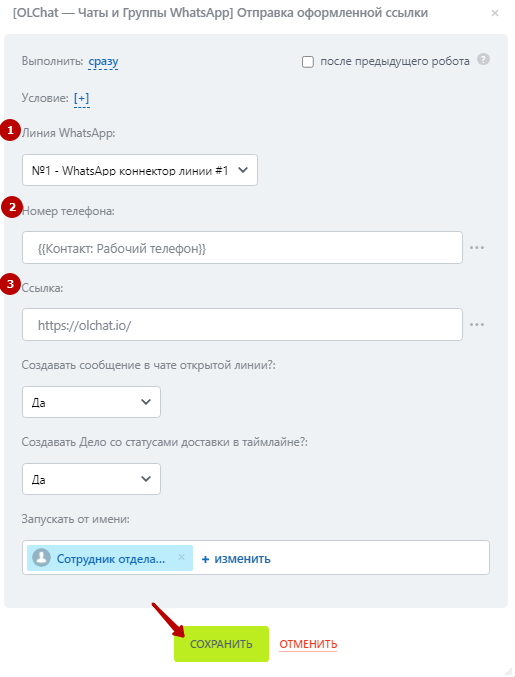 [OLChat — Чаты и Группы WhatsApp] Отправка оформленной ссылки ×
Выполнить: сразу после предыдущего робота ?
Условие: [+]
1 Линия WhatsApp:
№1 - WhatsApp коннектор линии #1
2 Номер телефона:
{{Контакт: Рабочий телефон}} ...
3 Ссылка:
https://olchat.io/ ...
Создавать сообщение в чате открытой линии?:
Да
Создавать Дело со статусами доставки в таймлайне?:
Да
Запускать от имени:
Сотрудник отдела... × + изменить
СОХРАНИТЬ ОТМЕНИТЬ